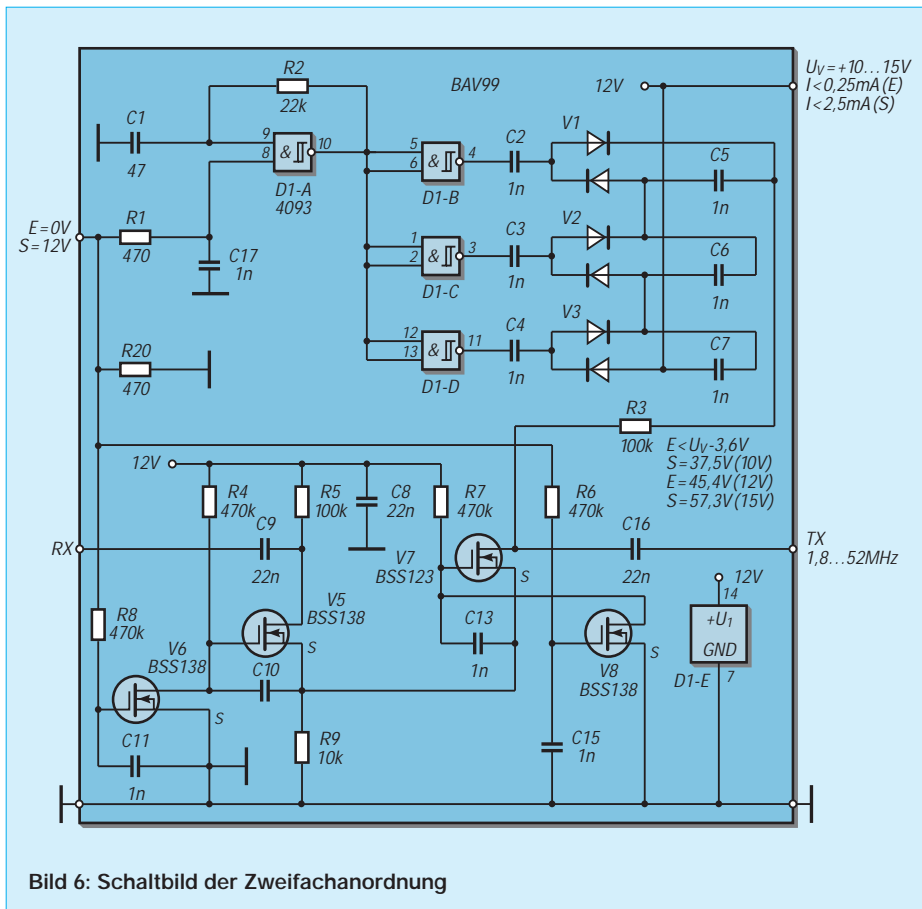 R2
22k
BAV99
12V
U_V=+10...15V
I<0,25mA(E)
I<2,5mA(S)
C1
47
9
8
&
10
D1-A
4093
5
6
&
4
D1-B
C2
1n
V1
C5
1n
E=0V
S=12V
R1
470
C17
1n
1
2
&
3
D1-C
C3
1n
V2
C6
1n
R20
470
12
13
&
11
D1-D
C4
1n
V3
C7
1n
R3
100k
E<U_V-3,6V
S=37,5V(10V)
E=45,4V(12V)
S=57,3V(15V)
12V
R4
470k
R5
100k
C8
22n
R7
470k
R6
470k
C9
22n
RX
V7
BSS123
S
C16
22n
TX
1,8...52MHz
12V
14
+U1
GND
7
D1-E
R8
470k
V6
BSS138
S
V5
BSS138
S
C10
C13
1n
V8
BSS138
S
C11
1n
R9
10k
C15
1n
Bild 6: Schaltbild der Zweifachanordnung